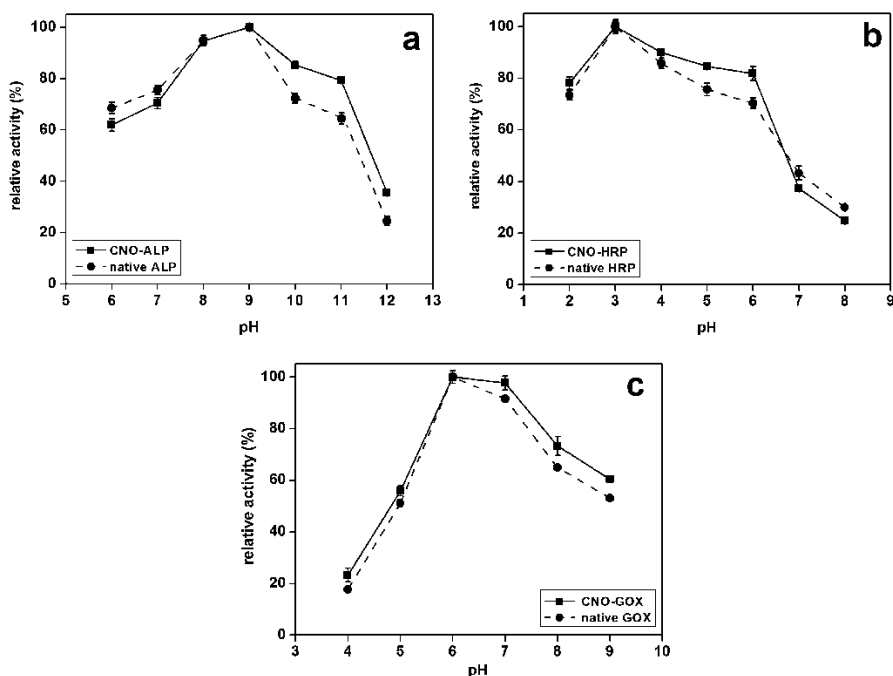 a
relative activity (%)
100
80
60
40
20
0
CNO-ALP
native ALP
5 6 7 8 9 10 11 12 13
pH
b
relative activity (%)
100
80
60
40
20
0
CNO-HRP
native HRP
1 2 3 4 5 6 7 8 9
pH
c
relative activity (%)
100
80
60
40
20
0
CNO-GOX
native GOX
3 4 5 6 7 8 9 10
pH